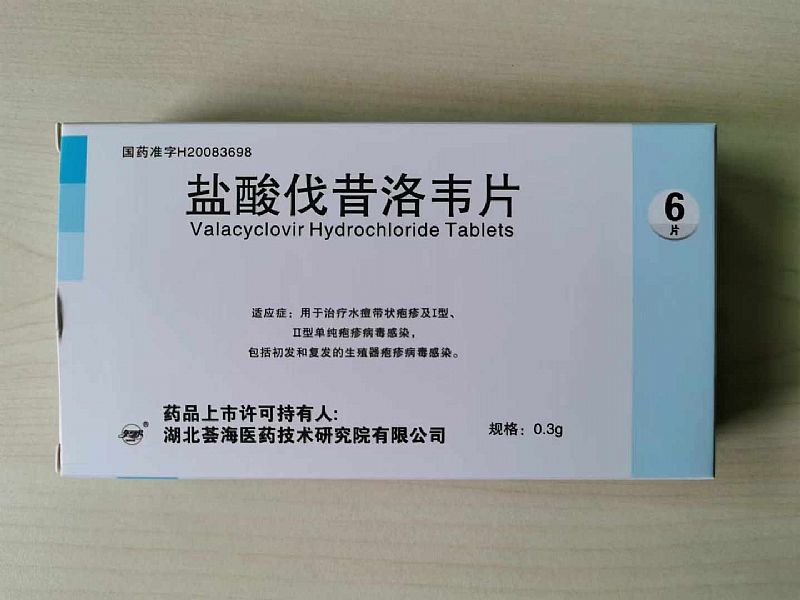 国药准字H20083698
盐酸伐昔洛韦片
Valacyclovir Hydrochloride Tablets
6
片
适应症：用于治疗水痘带状疱疹及I型、
II型单纯疱疹病毒感染，
包括初发和复发的生殖器疱疹病毒感染。
药品上市许可持有人:
湖北荟海医药技术研究院有限公司
规格：0.3g
®